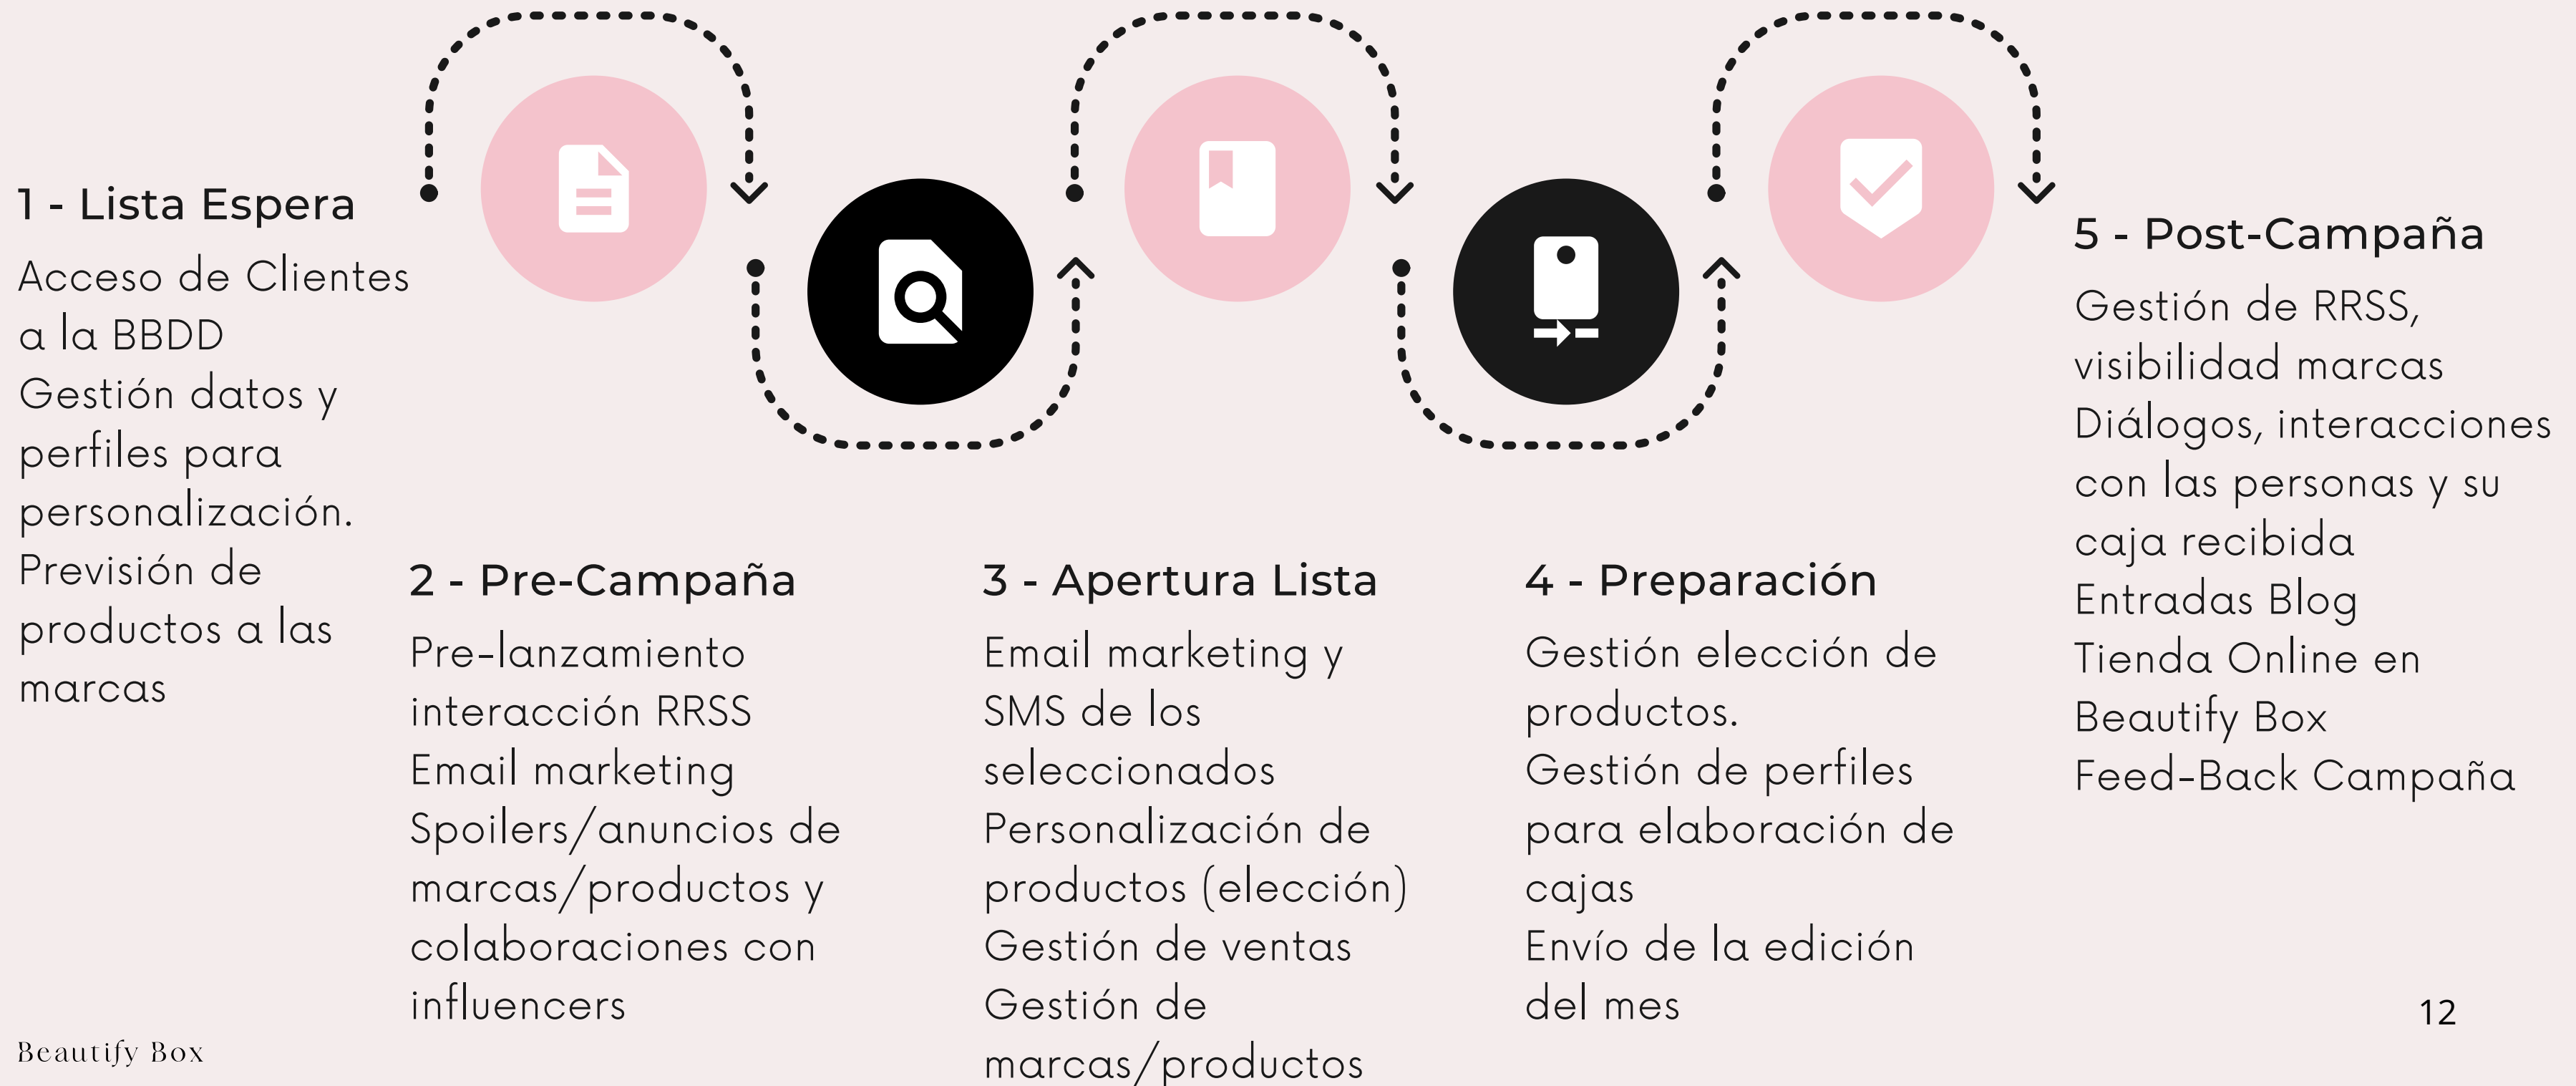 1 - Lista Espera
Acceso de Clientes
a la BBDD
Gestión datos y
perfiles para
personalización.
Previsión de
productos a las
marcas
2 - Pre-Campaña
Pre-lanzamiento
interacción RRSS
Email marketing
Spoilers/anuncios de
marcas/productos y
colaboraciones con
influencers
3 - Apertura Lista
Email marketing y
SMS de los
seleccionados
Personalización de
productos (elección)
Gestión de ventas
Gestión de
marcas/productos
4 - Preparación
Gestión elección de
productos.
Gestión de perfiles
para elaboración de
cajas
Envío de la edición
del mes
5 - Post-Campaña
Gestión de RRSS,
visibilidad marcas
Diálogos, interacciones
con las personas y su
caja recibida
Entradas Blog
Tienda Online en
Beautify Box
Feed-Back Campaña
12
Beautify Box